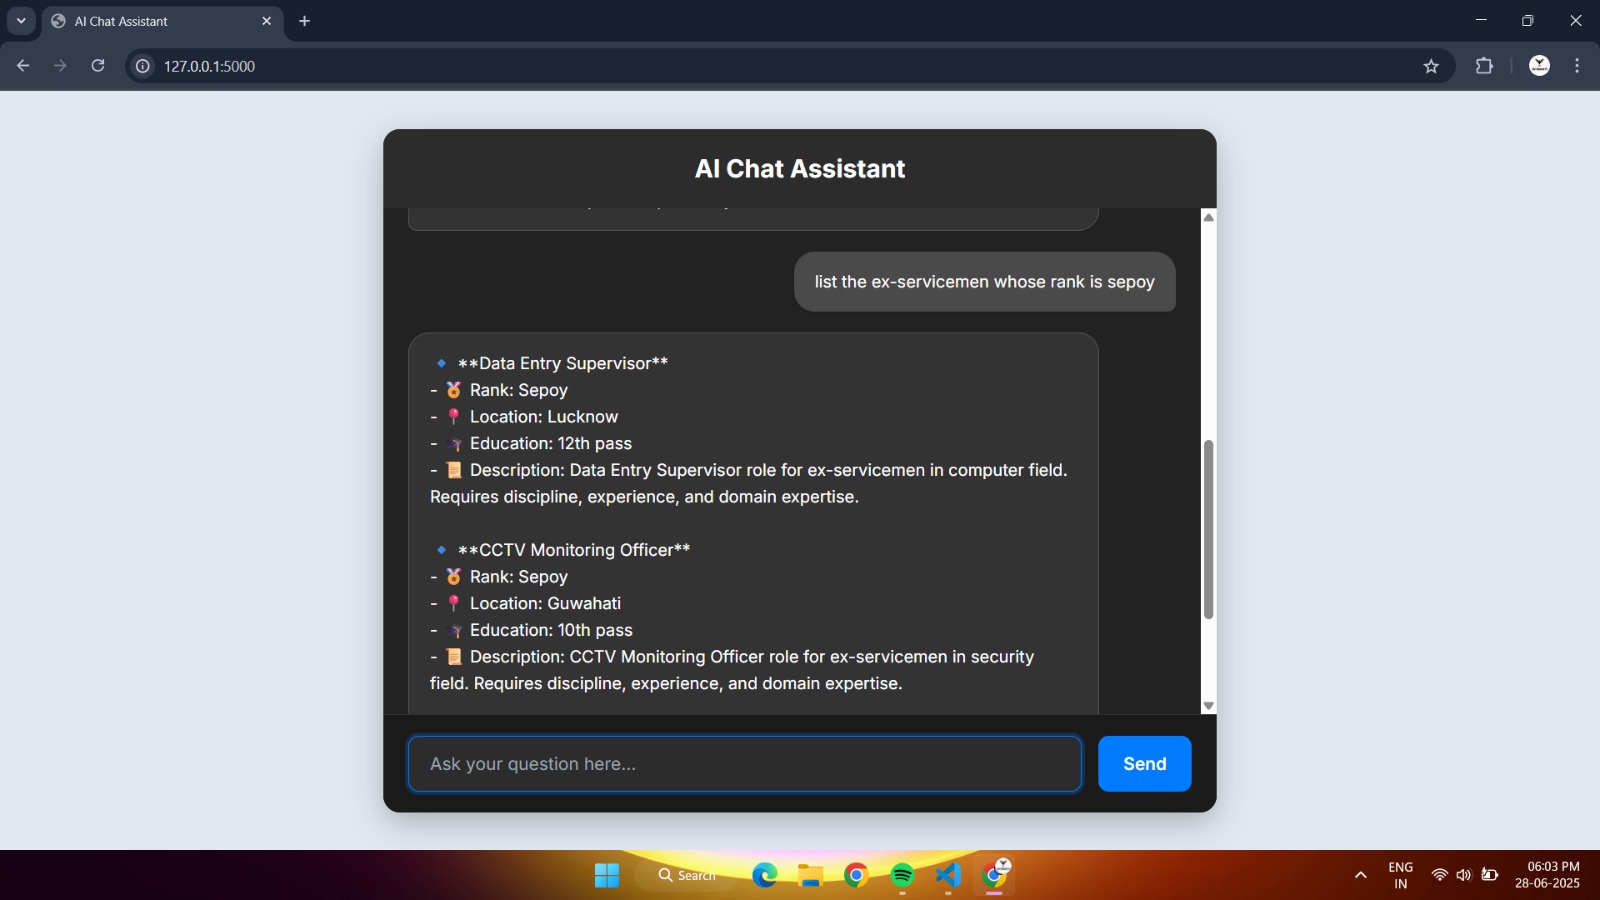 AI Chat Assistant
127.0.0.1:5000
AI Chat Assistant
list the ex-servicemen whose rank is sepoy
**Data Entry Supervisor**
- Rank: Sepoy
- Location: Lucknow
- Education: 12th pass
- Description: Data Entry Supervisor role for ex-servicemen in computer field.
Requires discipline, experience, and domain expertise.
**CCTV Monitoring Officer**
- Rank: Sepoy
- Location: Guwahati
- Education: 10th pass
- Description: CCTV Monitoring Officer role for ex-servicemen in security
field. Requires discipline, experience, and domain expertise.
Ask your question here...
Send
Search
ENG
IN
06:03 PM
28-06-2025